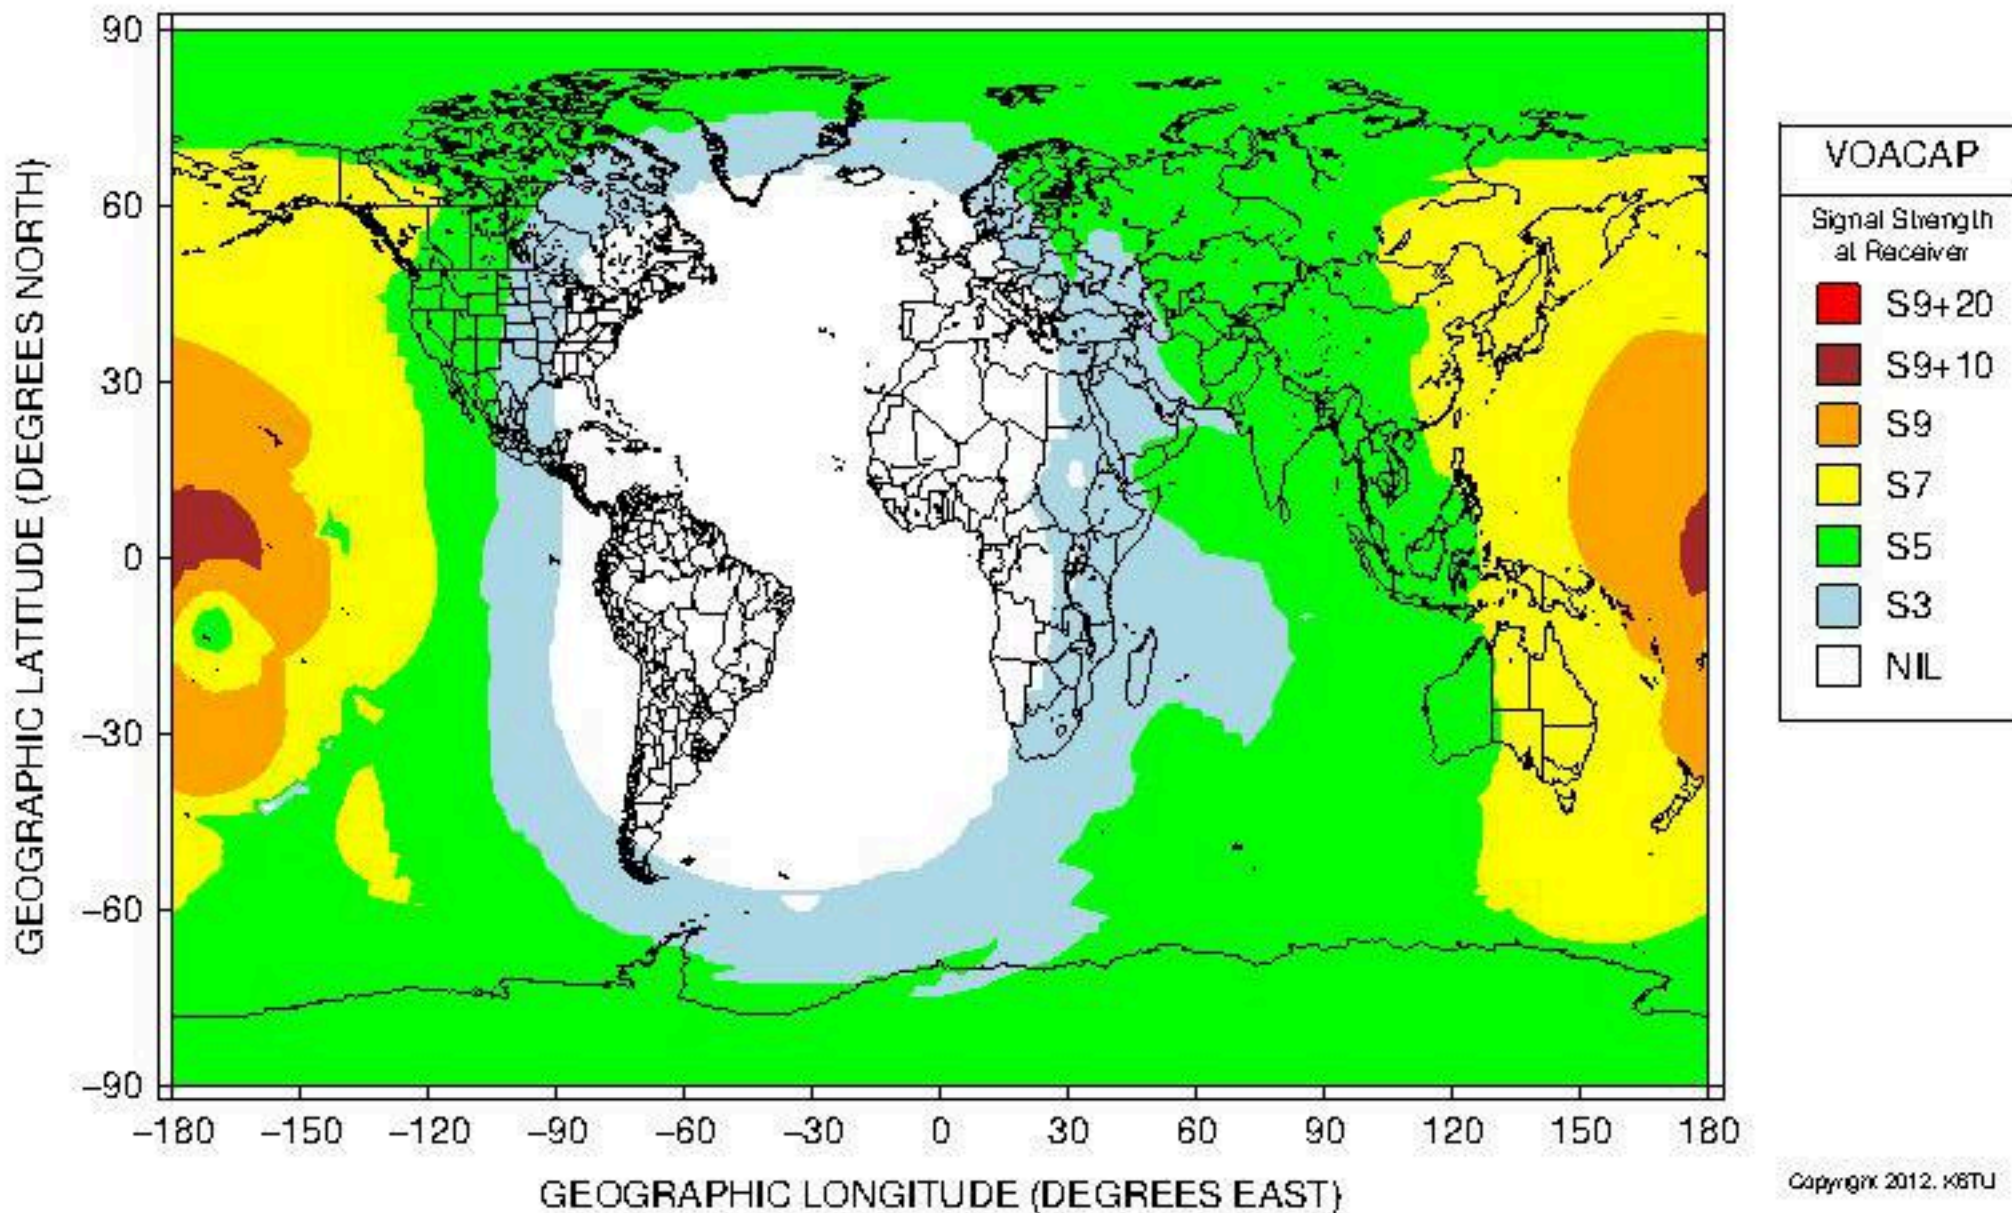 90
60
30
0
−30
−60
−90
GEOGRAPHIC LATITUDE (DEGREES NORTH)
−180 −150 −120 −90 −60 −30 0 30 60 90 120 150 180
GEOGRAPHIC LONGITUDE (DEGREES EAST)
VOACAP
Signal Strength
at Receiver
S9+20
S9+10
S9
S7
S5
S3
NIL
Copyright 2012, K6TU